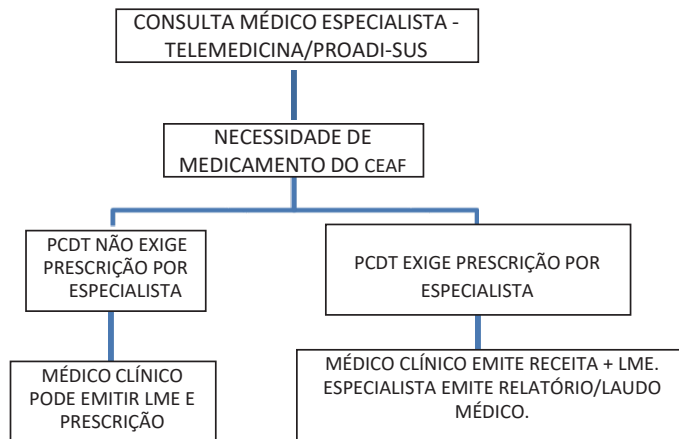 CONSULTA MÉDICO ESPECIALISTA -
TELEMEDICINA/PROADI-SUS
NECESSIDADE DE
MEDICAMENTO DO CEAF
PCDT NÃO EXIGE
PRESCRIÇÃO POR
ESPECIALISTA
PCDT EXIGE PRESCRIÇÃO POR
ESPECIALISTA
MÉDICO CLÍNICO
PODE EMITIR LME E
PRESCRIÇÃO
MÉDICO CLÍNICO EMITE RECEITA + LME.
ESPECIALISTA EMITE RELATÓRIO/LAUDO
MÉDICO.